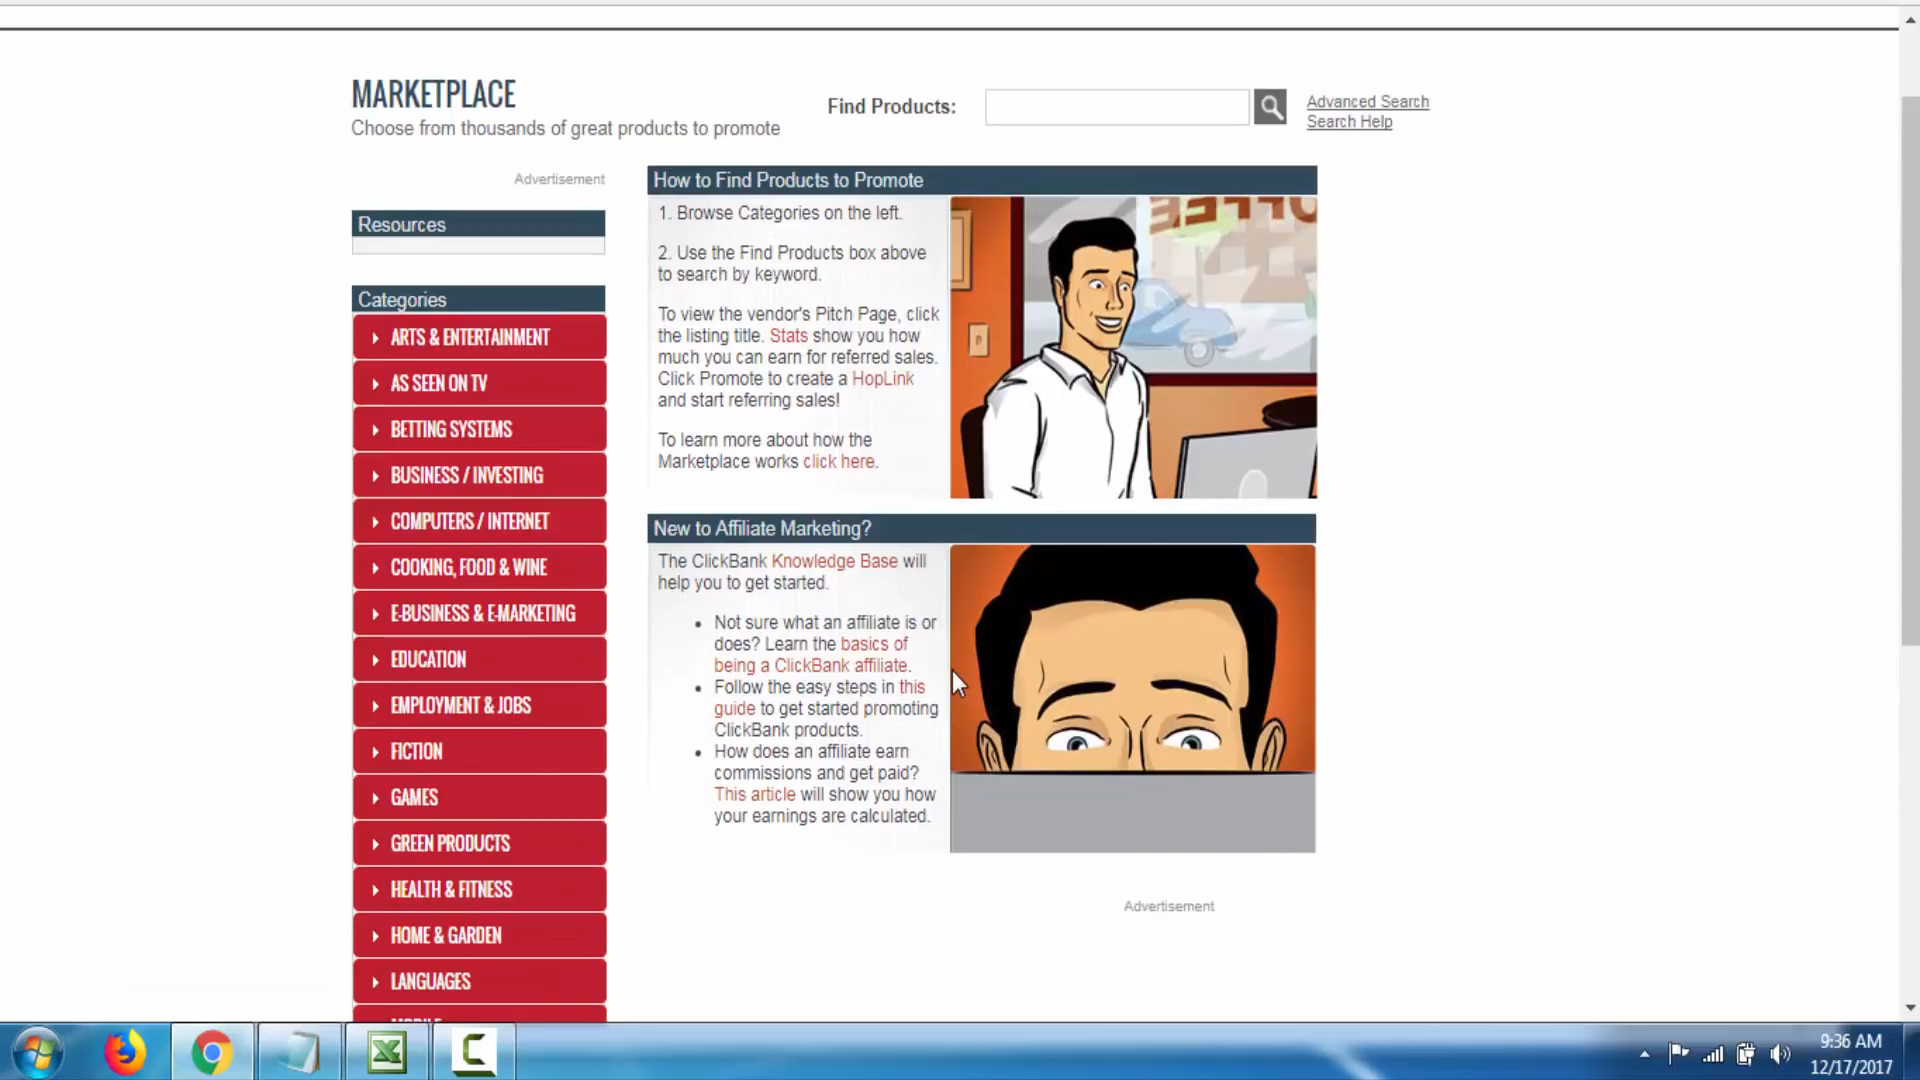 MARKETPLACE
Choose from thousands of great products to promote
Find Products:
Advanced Search
Search Help
Advertisement
Resources
Categories
ARTS & ENTERTAINMENT
AS SEEN ON TV
BETTING SYSTEMS
BUSINESS / INVESTING
COMPUTERS / INTERNET
COOKING, FOOD & WINE
E-BUSINESS & E-MARKETING
EDUCATION
EMPLOYMENT & JOBS
FICTION
GAMES
GREEN PRODUCTS
HEALTH & FITNESS
HOME & GARDEN
LANGUAGES
MOBILE
How to Find Products to Promote
1. Browse Categories on the left.
2. Use the Find Products box above
to search by keyword.
To view the vendor's Pitch Page, click
the listing title. Stats show you how
much you can earn for referred sales.
Click Promote to create a HopLink
and start referring sales!
To learn more about how the
Marketplace works click here.
New to Affiliate Marketing?
The ClickBank Knowledge Base will
help you to get started.
• Not sure what an affiliate is or
does? Learn the basics of
being a ClickBank affiliate.
• Follow the easy steps in this
guide to get started promoting
ClickBank products.
• How does an affiliate earn
commissions and get paid?
This article will show you how
your earnings are calculated.
Advertisement
9:36 AM
12/17/2017